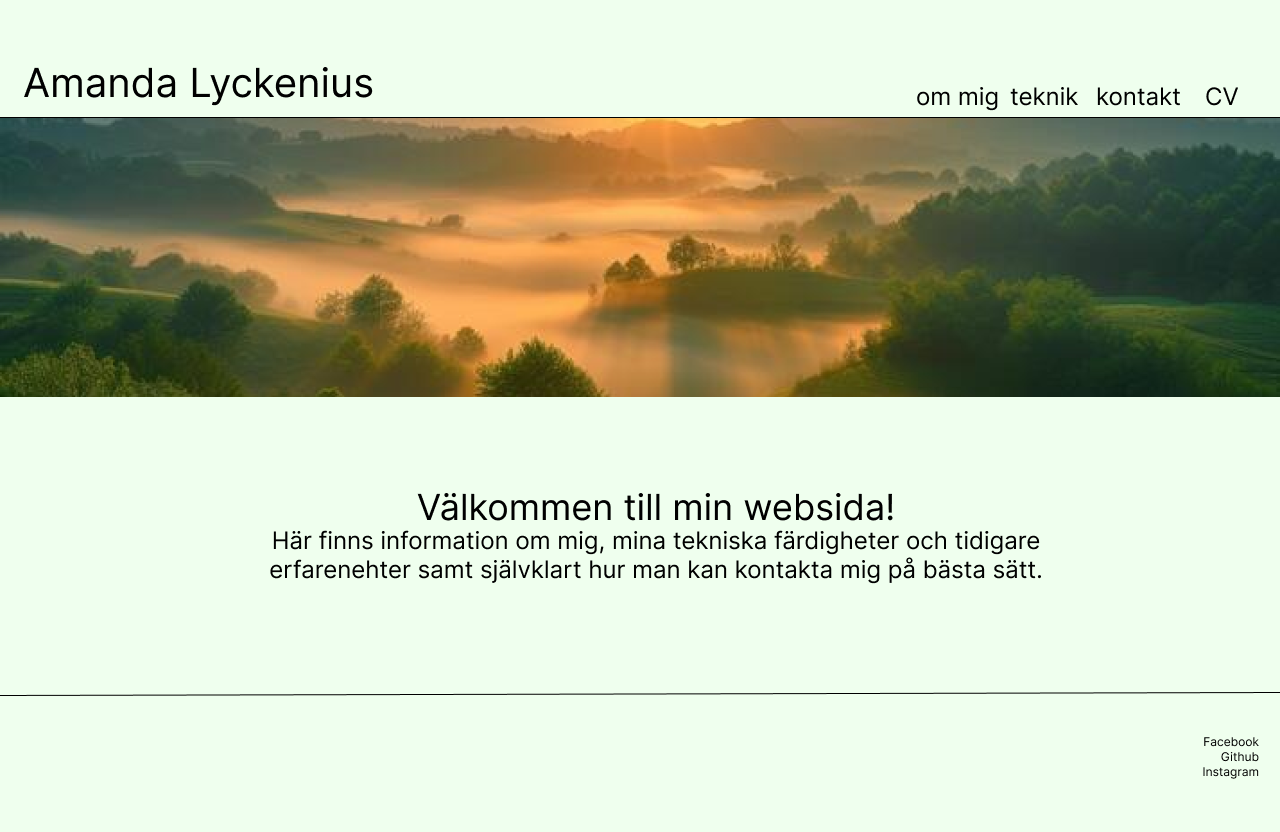 Amanda Lyckenius
om mig teknik kontakt CV
Välkommen till min websida!
Här finns information om mig, mina tekniska färdigheter och tidigare
erfarenehter samt självklart hur man kan kontakta mig på bästa sätt.
Facebook
Github
Instagram